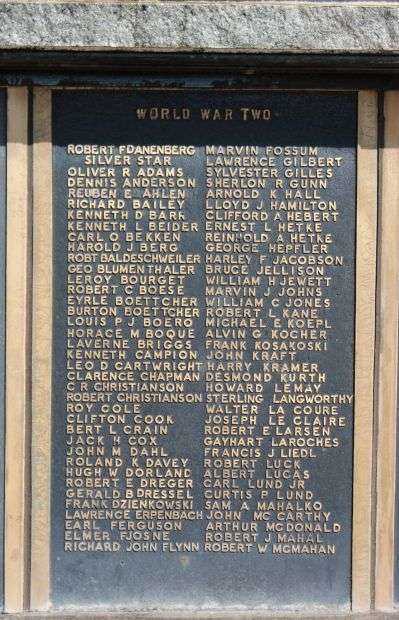 WORLD WAR TWO
ROBERT F DANENBERG
SILVER STAR
OLIVER R ADAMS
DENNIS ANDERSON
REUBEN E AHLEN
RICHARD BAILEY
KENNETH D BARK
KENNETH L BEIDER
CARL O BEKKEN
HAROLD J BERG
ROBT BALDESCHWEILER
GEO BLUMENTHALER
LEROY BOURGET
ROBERT C BOESE
EYRLE BOETTCHER
BURTON BOETTCHER
LOUIS P J BOERO
HORACE M BOQUE
LAVERNE BRIGGS
KENNETH CAMPION
LEO D CARTWRIGHT
CLARENCE CHAPMAN
C R CHRISTIANSON
ROBERT CHRISTIANSON
ROY COLE
CLIFTON COOK
BERT L CRAIN
JACK H COX
JOHN M DAHL
ROLAND K DAVEY
HUGH W DORLAND
ROBERT E DREGER
GERALD B DRESSEL
FRANK DZIENKOWSKI
LAWRENCE ERPENBACH
EARL FERGUSON
ELMER FJOSNE
RICHARD JOHN FLYNN
MARVIN FOSSUM
LAWRENCE GILBERT
SYLVESTER GILLES
SHERLON R GUNN
ARNOLD K HALL
LLOYD J HAMILTON
CLIFFORD A HEBERT
ERNEST L HETKE
REINHOLD A HETKE
GEORGE HEPFLER
HARLEY F JACOBSON
BRUCE JELLISON
WILLIAM H JEWETT
MARVIN J JOHNS
WILLIAM C JONES
ROBERT L KANE
MICHAEL E KOEPL
ALVIN G KOCHER
FRANK KOSAKOSKI
JOHN KRAFT
HARRY KRAMER
DESMOND KURTH
HOWARD LEMAY
STERLING LANGWORTHY
WALTER LA COURE
JOSEPH LE CLAIRE
ROBERT E LARSEN
GAYHART LAROCHES
FRANCIS J LIEDL
ROBERT LUCK
ALBERT LUCAS
CARL LUND JR
CURTIS P LUND
SAM A MAHALKO
JOHN MC CARTHY
ARTHUR MCDONALD
ROBERT J MAHAL
ROBERT W MCMAHAN